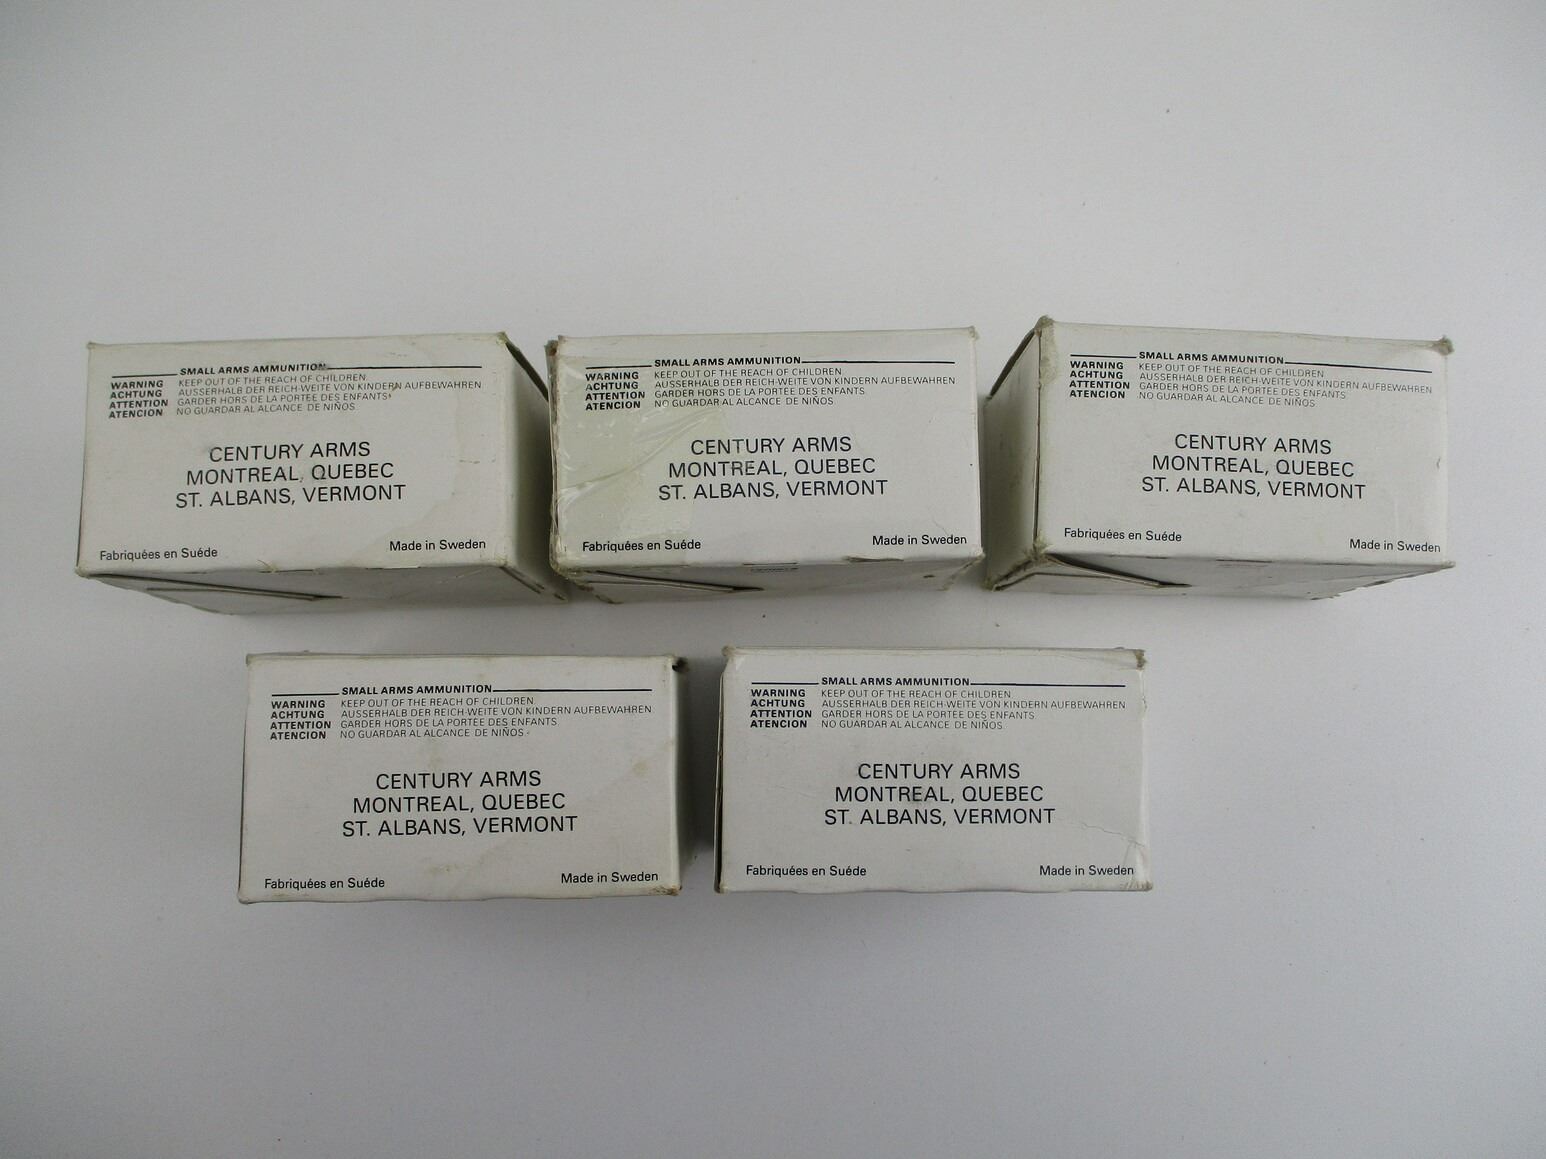 SMALL ARMS AMMUNITION
WARNING KEEP OUT OF THE REACH OF CHILDREN
ACHTUNG AUSSERHALB DER REICH-WEITE VON KINDERN AUFBEWAHREN
ATTENTION GARDER HORS DE LA PORTÉE DES ENFANTS
ATENCION NO GUARDAR AL ALCANCE DE NIÑOS
CENTURY ARMS
MONTREAL, QUEBEC
ST. ALBANS, VERMONT
Fabriquées en Suéde Made in Sweden
SMALL ARMS AMMUNITION
WARNING KEEP OUT OF THE REACH OF CHILDREN
ACHTUNG AUSSERHALB DER REICH-WEITE VON KINDERN AUFBEWAHREN
ATTENTION GARDER HORS DE LA PORTÉE DES ENFANTS
ATENCION NO GUARDAR AL ALCANCE DE NIÑOS
CENTURY ARMS
MONTREAL, QUEBEC
ST. ALBANS, VERMONT
Fabriquées en Suéde Made in Sweden
SMALL ARMS AMMUNITION
WARNING KEEP OUT OF THE REACH OF CHILDREN
ACHTUNG AUSSERHALB DER REICH-WEITE VON KINDERN AUFBEWAHREN
ATTENTION GARDER HORS DE LA PORTÉE DES ENFANTS
ATENCION NO GUARDAR AL ALCANCE DE NIÑOS
CENTURY ARMS
MONTREAL, QUEBEC
ST. ALBANS, VERMONT
Fabriquées en Suéde Made in Sweden
SMALL ARMS AMMUNITION
WARNING KEEP OUT OF THE REACH OF CHILDREN
ACHTUNG AUSSERHALB DER REICH-WEITE VON KINDERN AUFBEWAHREN
ATTENTION GARDER HORS DE LA PORTÉE DES ENFANTS
ATENCION NO GUARDAR AL ALCANCE DE NIÑOS
CENTURY ARMS
MONTREAL, QUEBEC
ST. ALBANS, VERMONT
Fabriquées en Suéde Made in Sweden
SMALL ARMS AMMUNITION
WARNING KEEP OUT OF THE REACH OF CHILDREN
ACHTUNG AUSSERHALB DER REICH-WEITE VON KINDERN AUFBEWAHREN
ATTENTION GARDER HORS DE LA PORTÉE DES ENFANTS
ATENCION NO GUARDAR AL ALCANCE DE NIÑOS
CENTURY ARMS
MONTREAL, QUEBEC
ST. ALBANS, VERMONT
Fabriquées en Suéde Made in Sweden